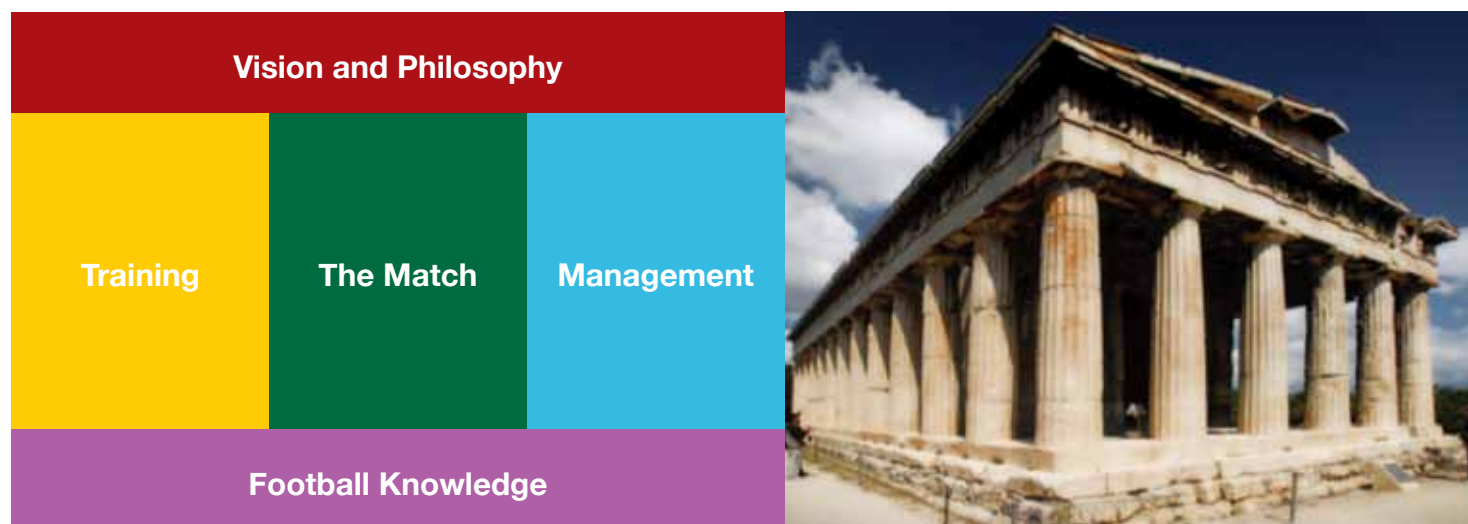 Vision and Philosophy
Training
The Match
Management
Football Knowledge